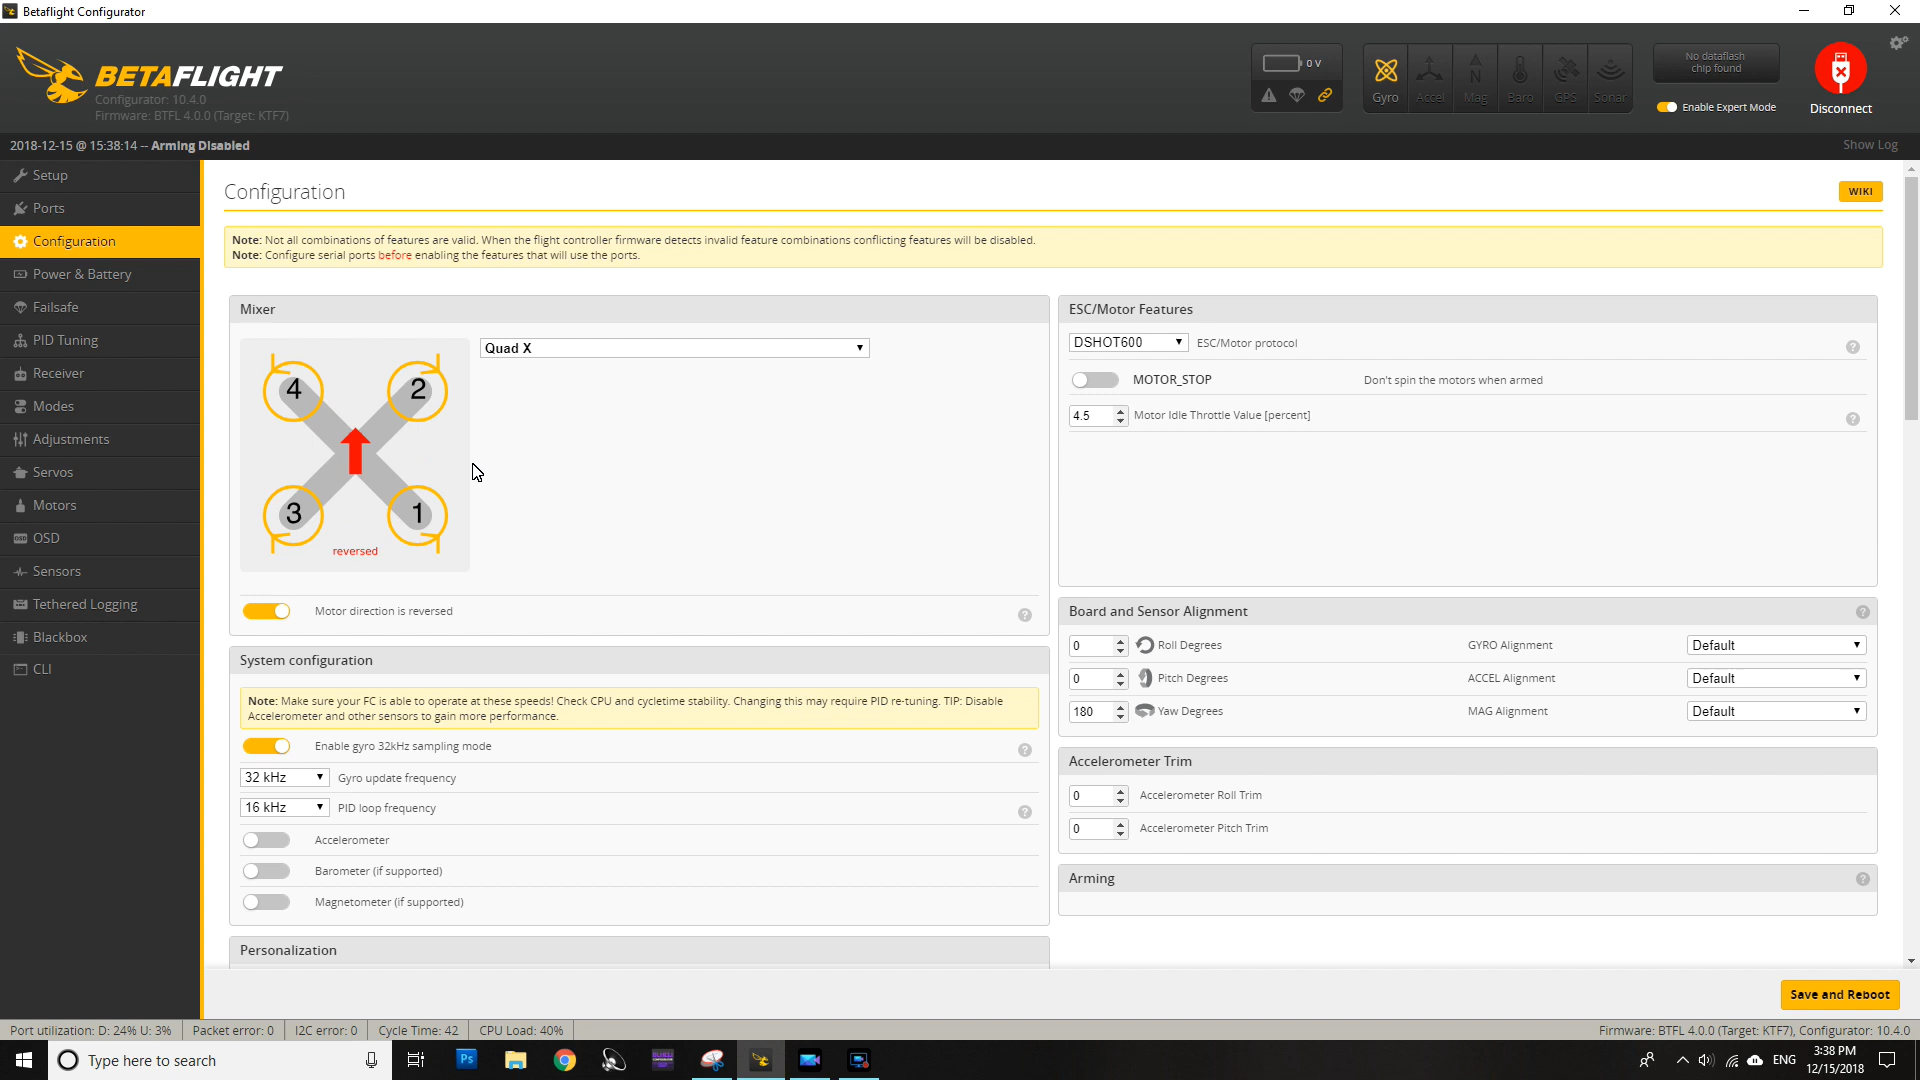 Betaflight Configurator
BETAFLIGHT
Configurator: 10.4.0
Firmware: BTFL 4.0.0 (Target: KTF7)
0 V
Gyro
Accel
Mag
Baro
GPS
Sonar
No dataflash
chip found
Enable Expert Mode
Disconnect
2018-12-15 @ 15:38:14 -- Arming Disabled
Show Log
Setup
Ports
Configuration
Power & Battery
Failsafe
PID Tuning
Receiver
Modes
Adjustments
Servos
Motors
OSD
Sensors
Tethered Logging
Blackbox
CLI
Configuration
WIKI
Note: Not all combinations of features are valid. When the flight controller firmware detects invalid feature combinations conflicting features will be disabled.
Note: Configure serial ports before enabling the features that will use the ports.
Mixer
Quad X
4
2
3
1
reversed
Motor direction is reversed
System configuration
Note: Make sure your FC is able to operate at these speeds! Check CPU and cycletime stability. Changing this may require PID re-tuning. TIP: Disable
Accelerometer and other sensors to gain more performance.
Enable gyro 32kHz sampling mode
32 kHz Gyro update frequency
16 kHz PID loop frequency
Accelerometer
Barometer (if supported)
Magnetometer (if supported)
Personalization
ESC/Motor Features
DSHOT600 ESC/Motor protocol
MOTOR_STOP Don't spin the motors when armed
4.5 Motor Idle Throttle Value [percent]
Board and Sensor Alignment
0 Roll Degrees GYRO Alignment Default
0 Pitch Degrees ACCEL Alignment Default
180 Yaw Degrees MAG Alignment Default
Accelerometer Trim
0 Accelerometer Roll Trim
0 Accelerometer Pitch Trim
Arming
Save and Reboot
Port utilization: D: 24% U: 3% Packet error: 0 I2C error: 0 Cycle Time: 42 CPU Load: 40% Firmware: BTFL 4.0.0 (Target: KTF7), Configurator: 10.4.0
Type here to search
Ps
ENG
3:38 PM
12/15/2018